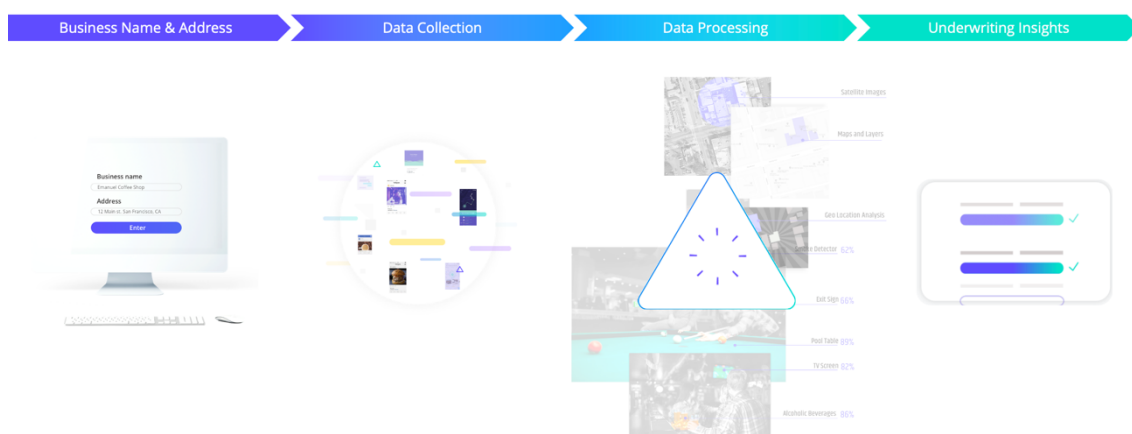 Business Name & Address
Data Collection
Data Processing
Underwriting Insights
Business name
Emanuel Coffee Shop
Address
12 Main st. San Francisco, CA
Enter
Satellite Images
Maps and Layers
Geo Location Analysis
Detector 62%
Exit Sign 66%
Pool Table 89%
TV Screen 62%
Alcoholic Beverages 86%